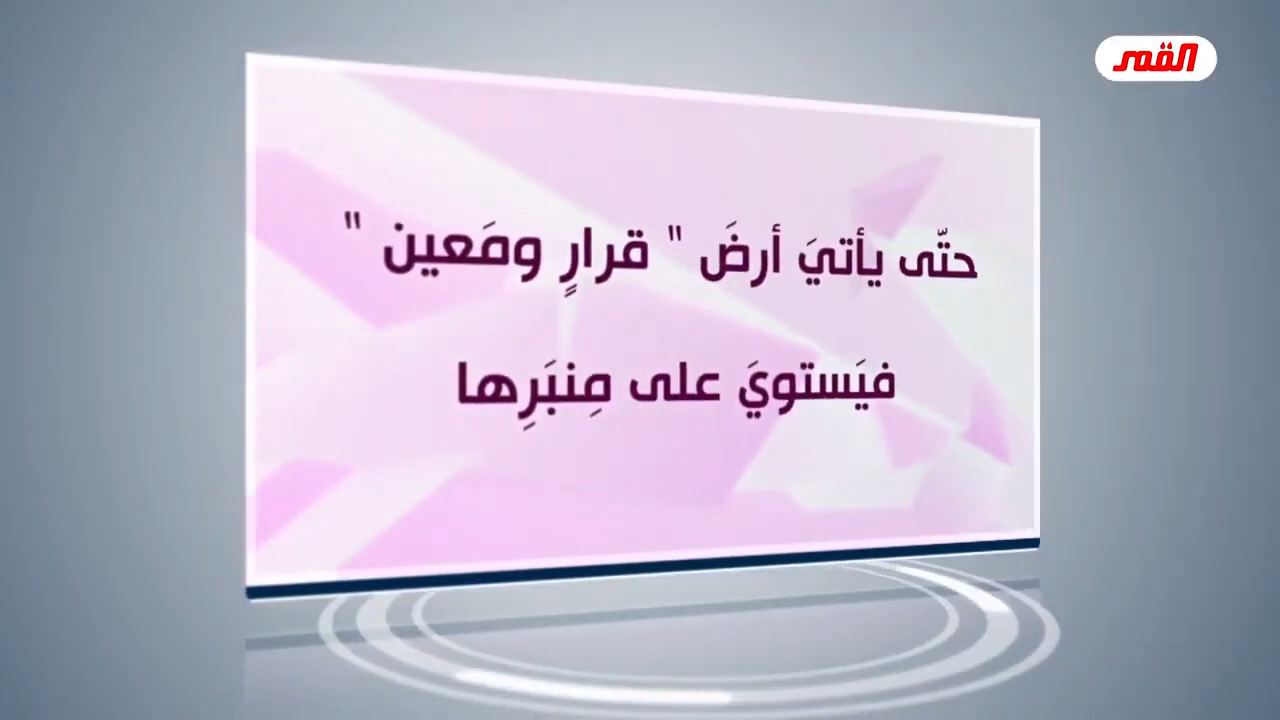 القمر
حتّى يأتيَ أرضَ " قرارٍ ومَعين "
فيَستويَ على مِنبَرِها